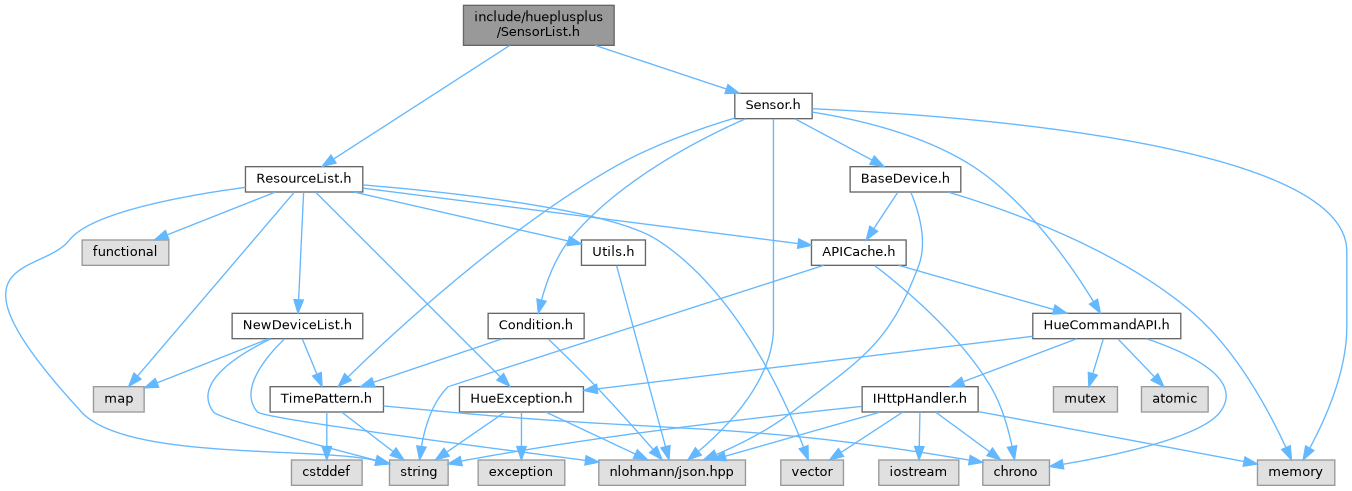 include/hueplusplus
/SensorList.h
Sensor.h
ResourceList.h
BaseDevice.h
functional
Utils.h
APICache.h
NewDeviceList.h
Condition.h
HueCommandAPI.h
map
TimePattern.h
HueException.h
IHttpHandler.h
mutex
atomic
cstddef
string
exception
nlohmann/json.hpp
vector
iostream
chrono
memory